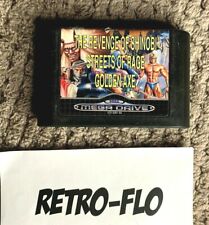 THE REVENGE OF SHINOBI
STREETS OF RAGE
GOLDEN AXE
MEGA DRIVE
RETRO-FLO